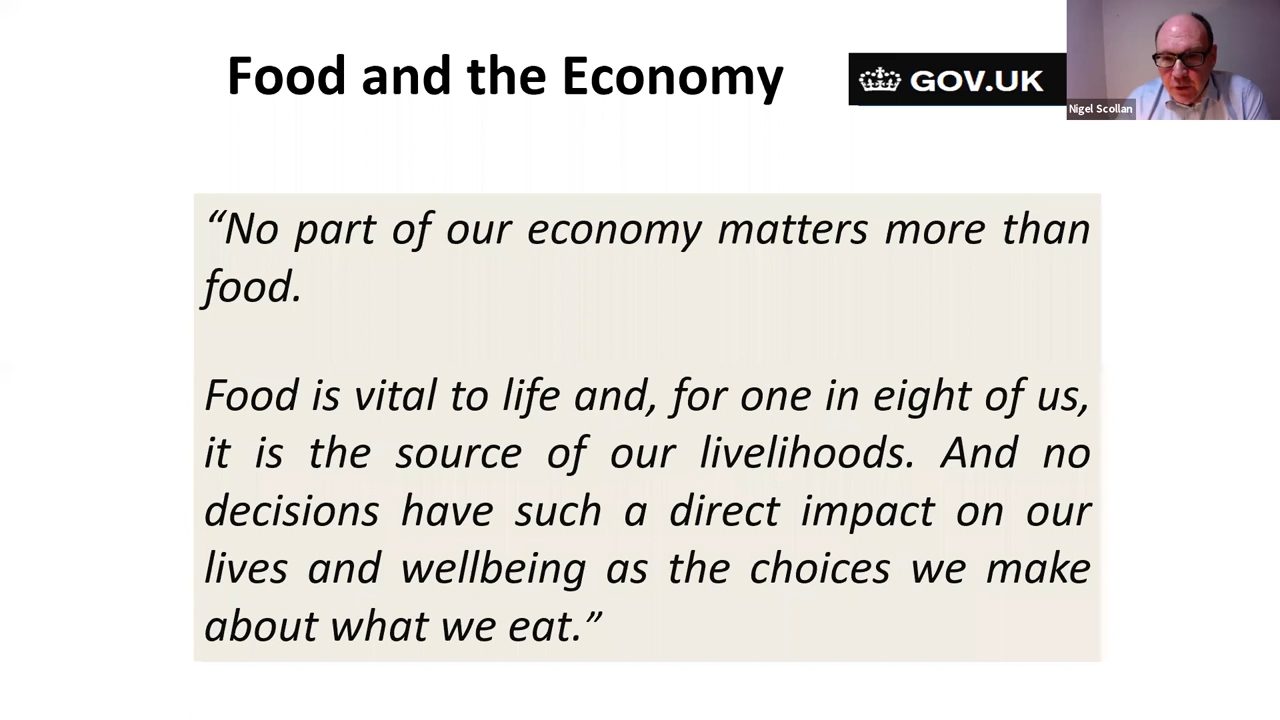 Food and the Economy
GOV.UK
Nigel Scollan
“No part of our economy matters more than
food.
Food is vital to life and, for one in eight of us,
it is the source of our livelihoods. And no
decisions have such a direct impact on our
lives and wellbeing as the choices we make
about what we eat.”